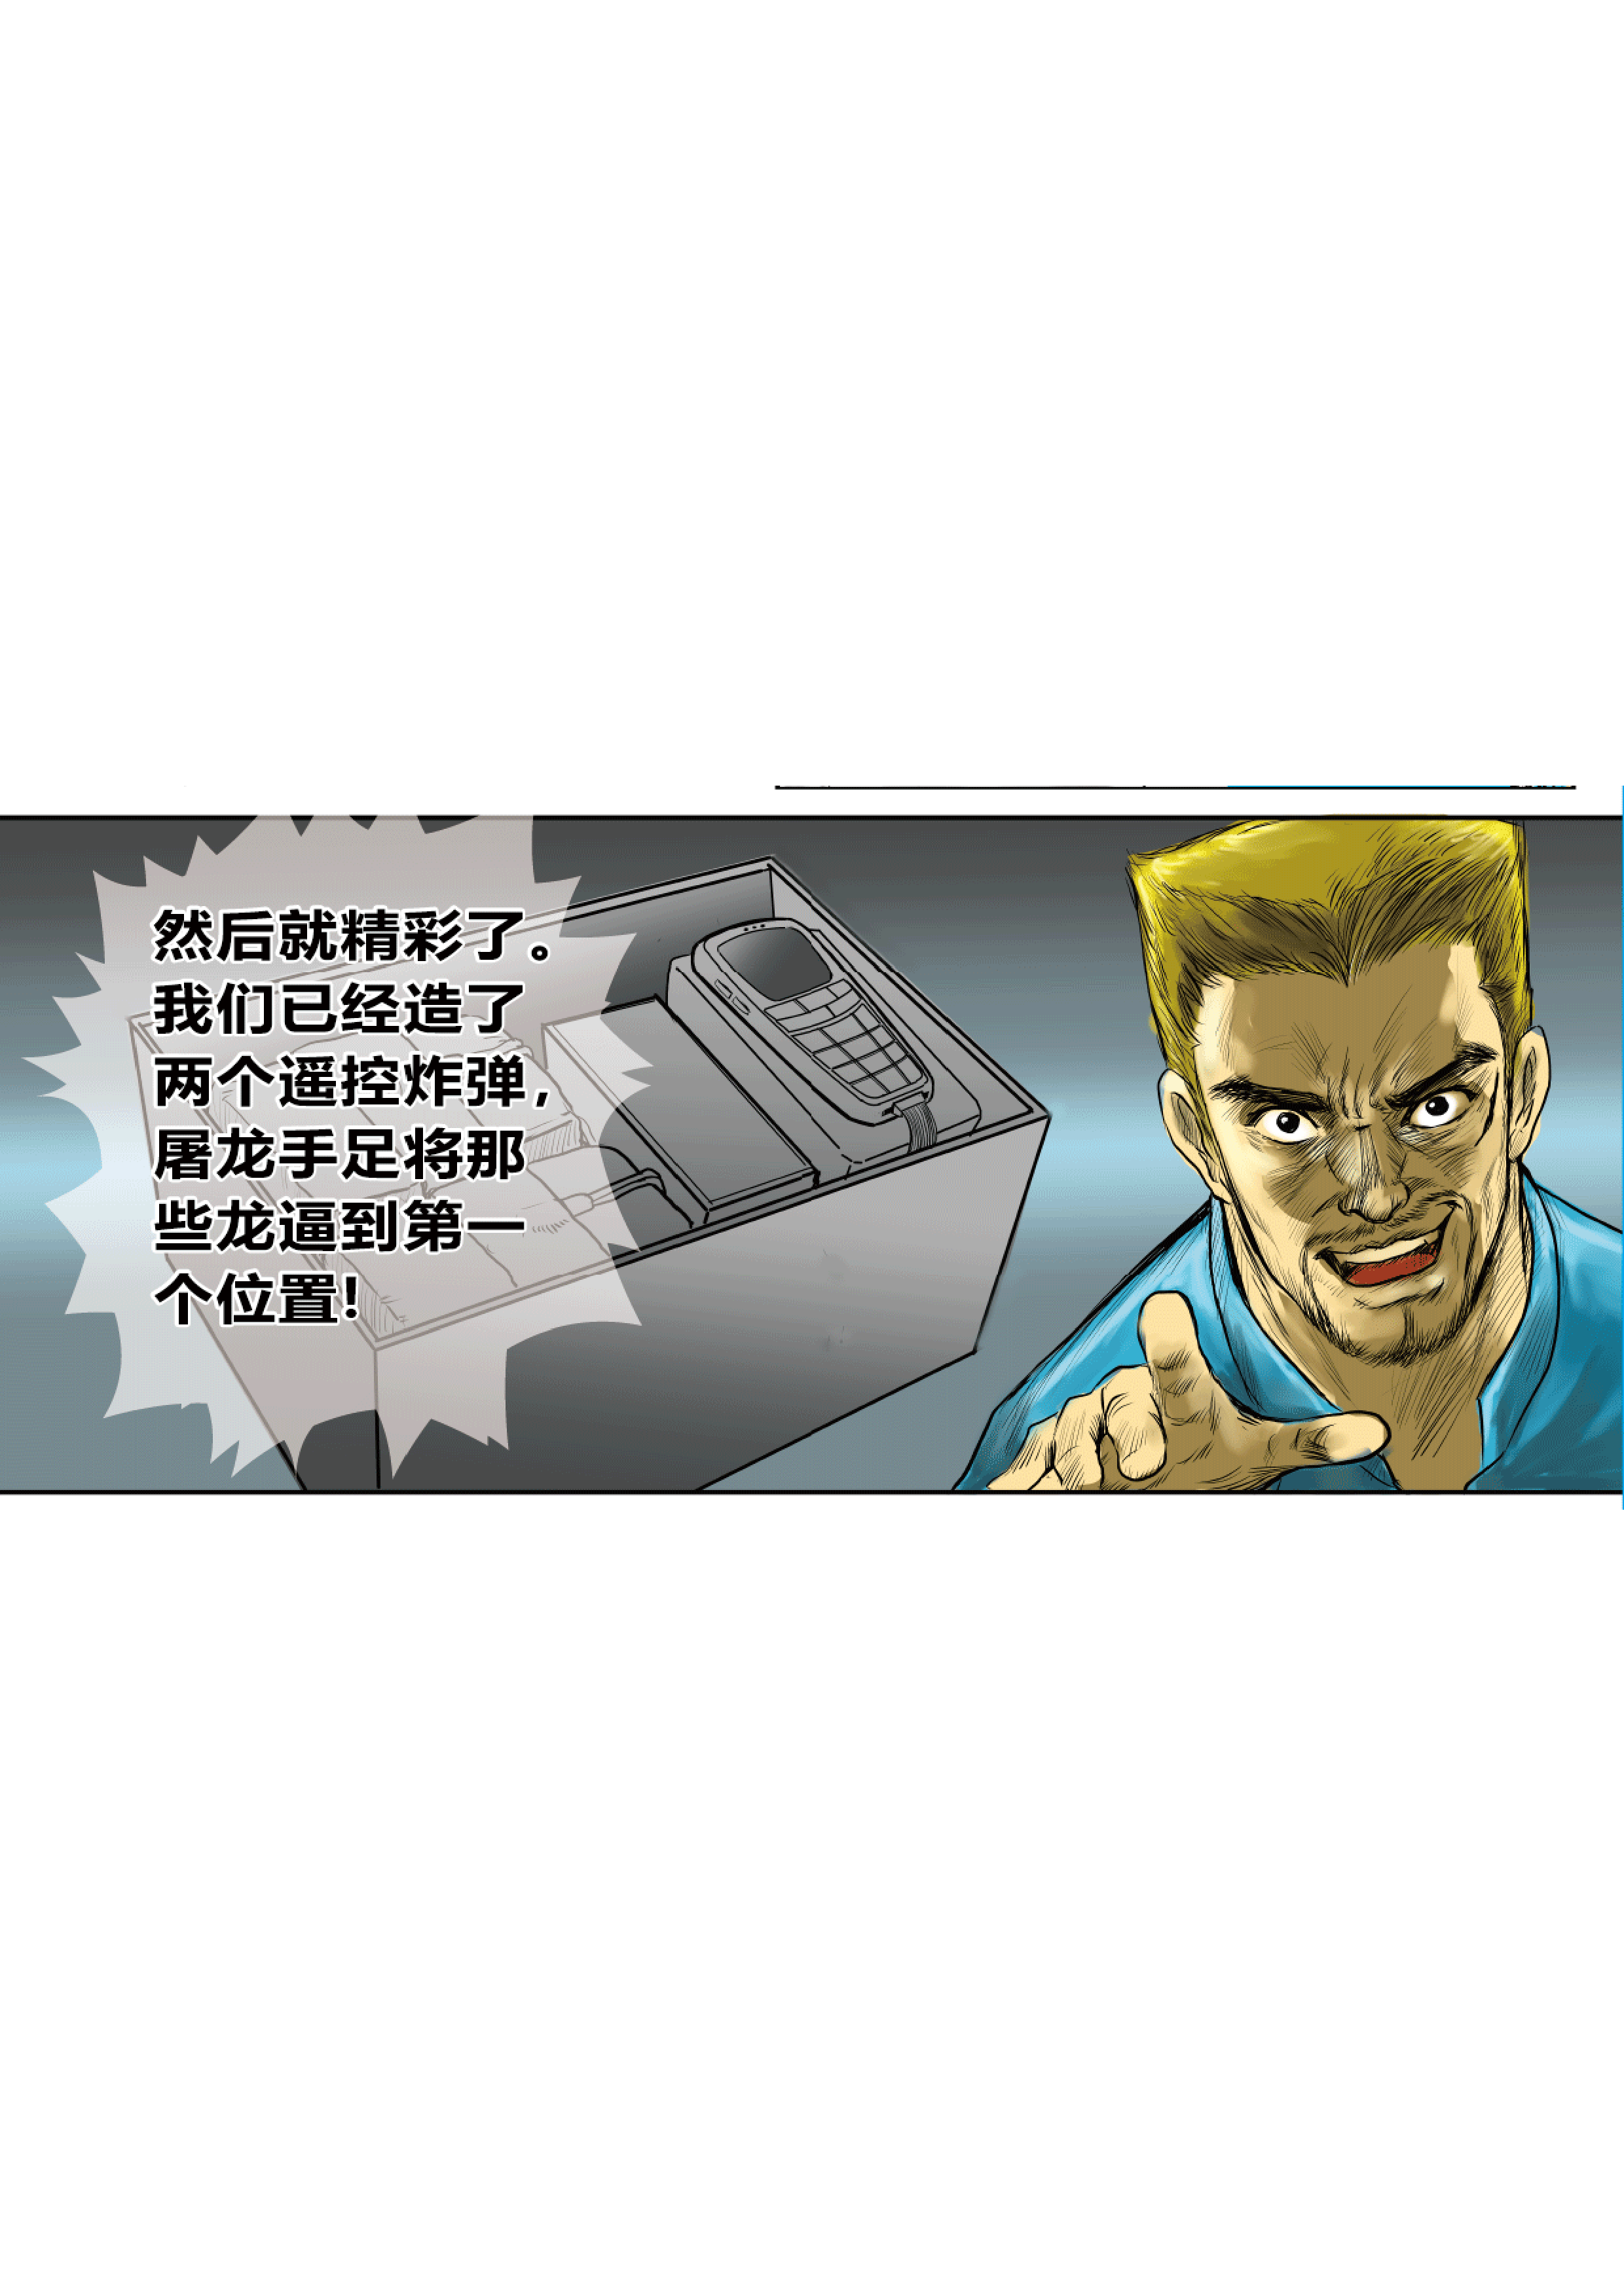 然后就精彩了。
我们已经造了
两个遥控炸弹,
屠龙手足将那
些龙逼到第一
个位置!